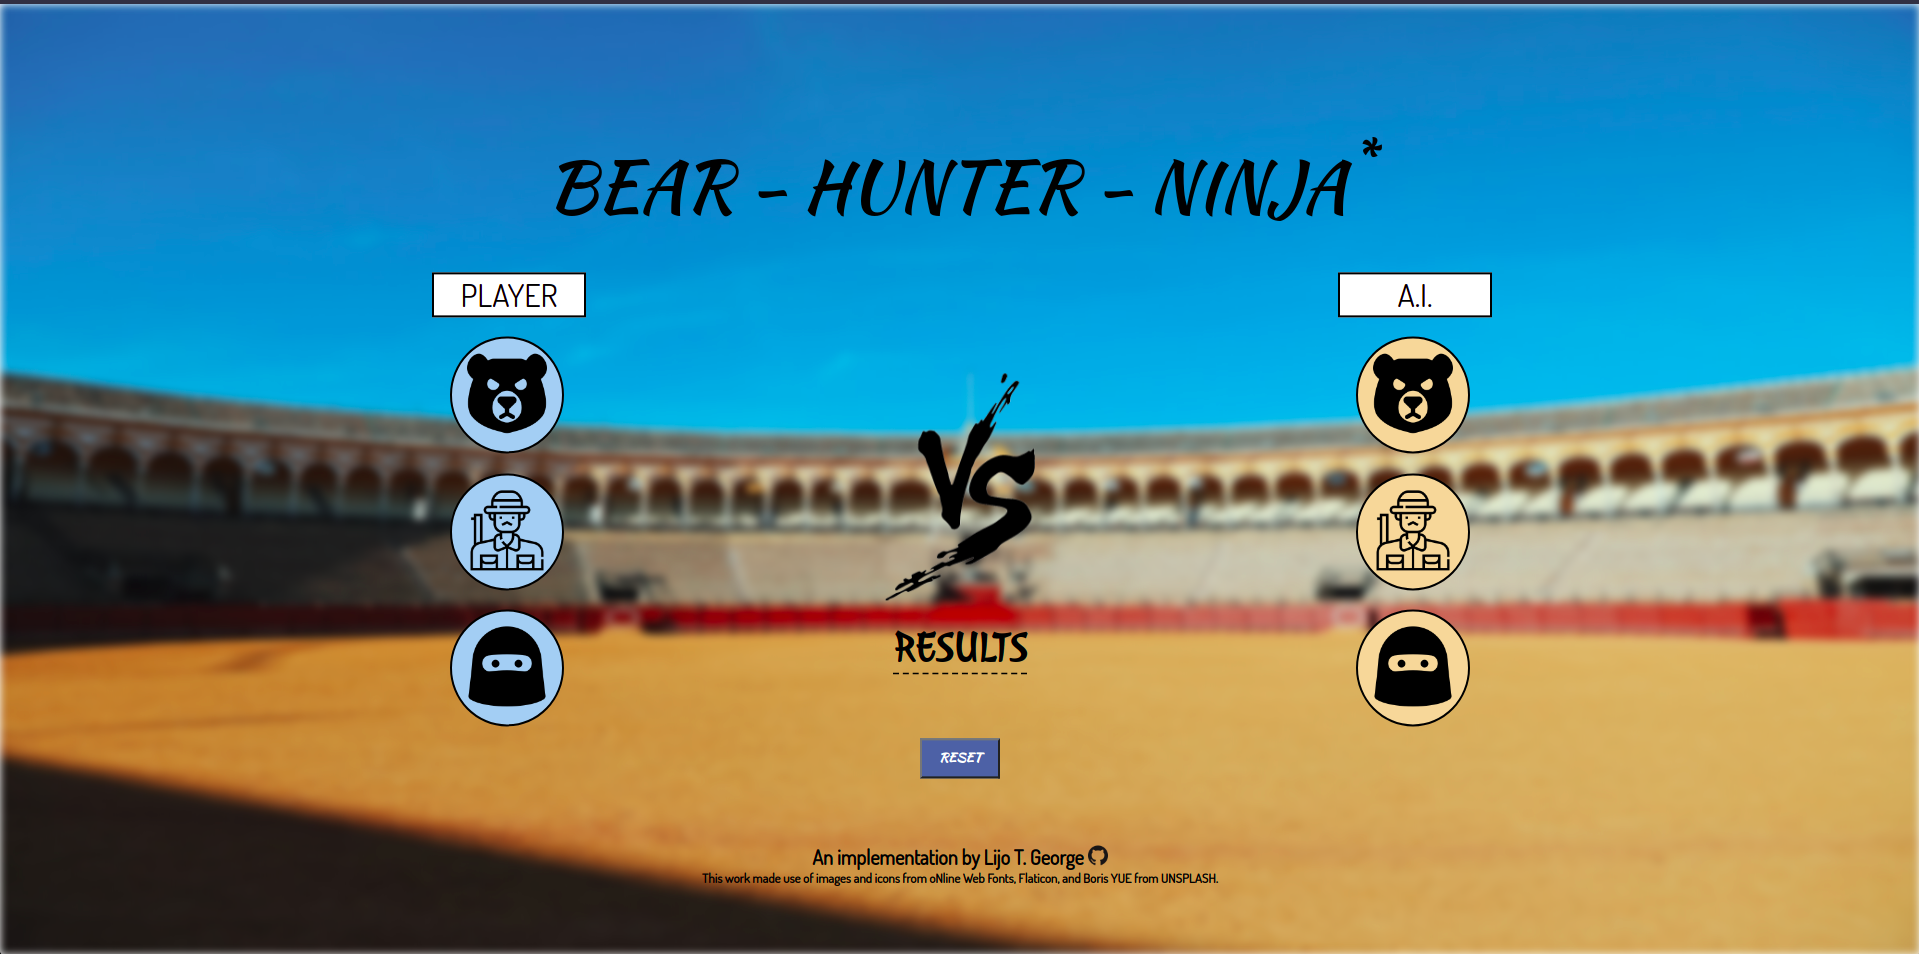 BEAR - HUNTER - NINJA*
PLAYER
A.I.
VS
RESULTS
RESET
An implementation by Lijo T. George
This work made use of images and icons from oNline Web Fonts, Flaticon, and Boris YUE from UNSPLASH.